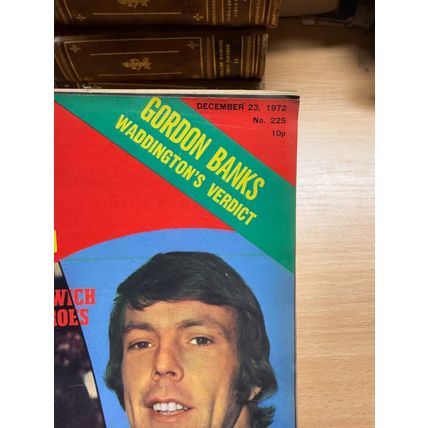 DECEMBER 23, 1972
No. 225
10p
GORDON BANKS
WADDINGTON'S VERDICT
WICH
ROES